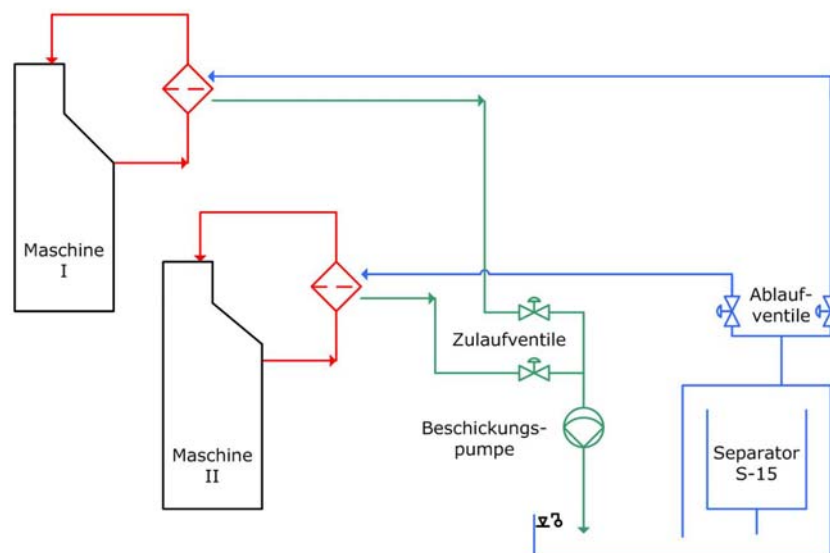 Maschine
I
Maschine
II
Zulaufventile
Beschickungs-
pumpe
Ablauf-
ventile
Separator
S-15